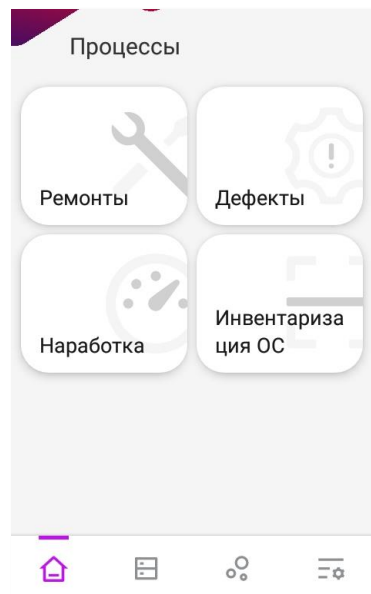 Процессы
Ремонты
Дефекты
Наработка
Инвентариза
ция ОС